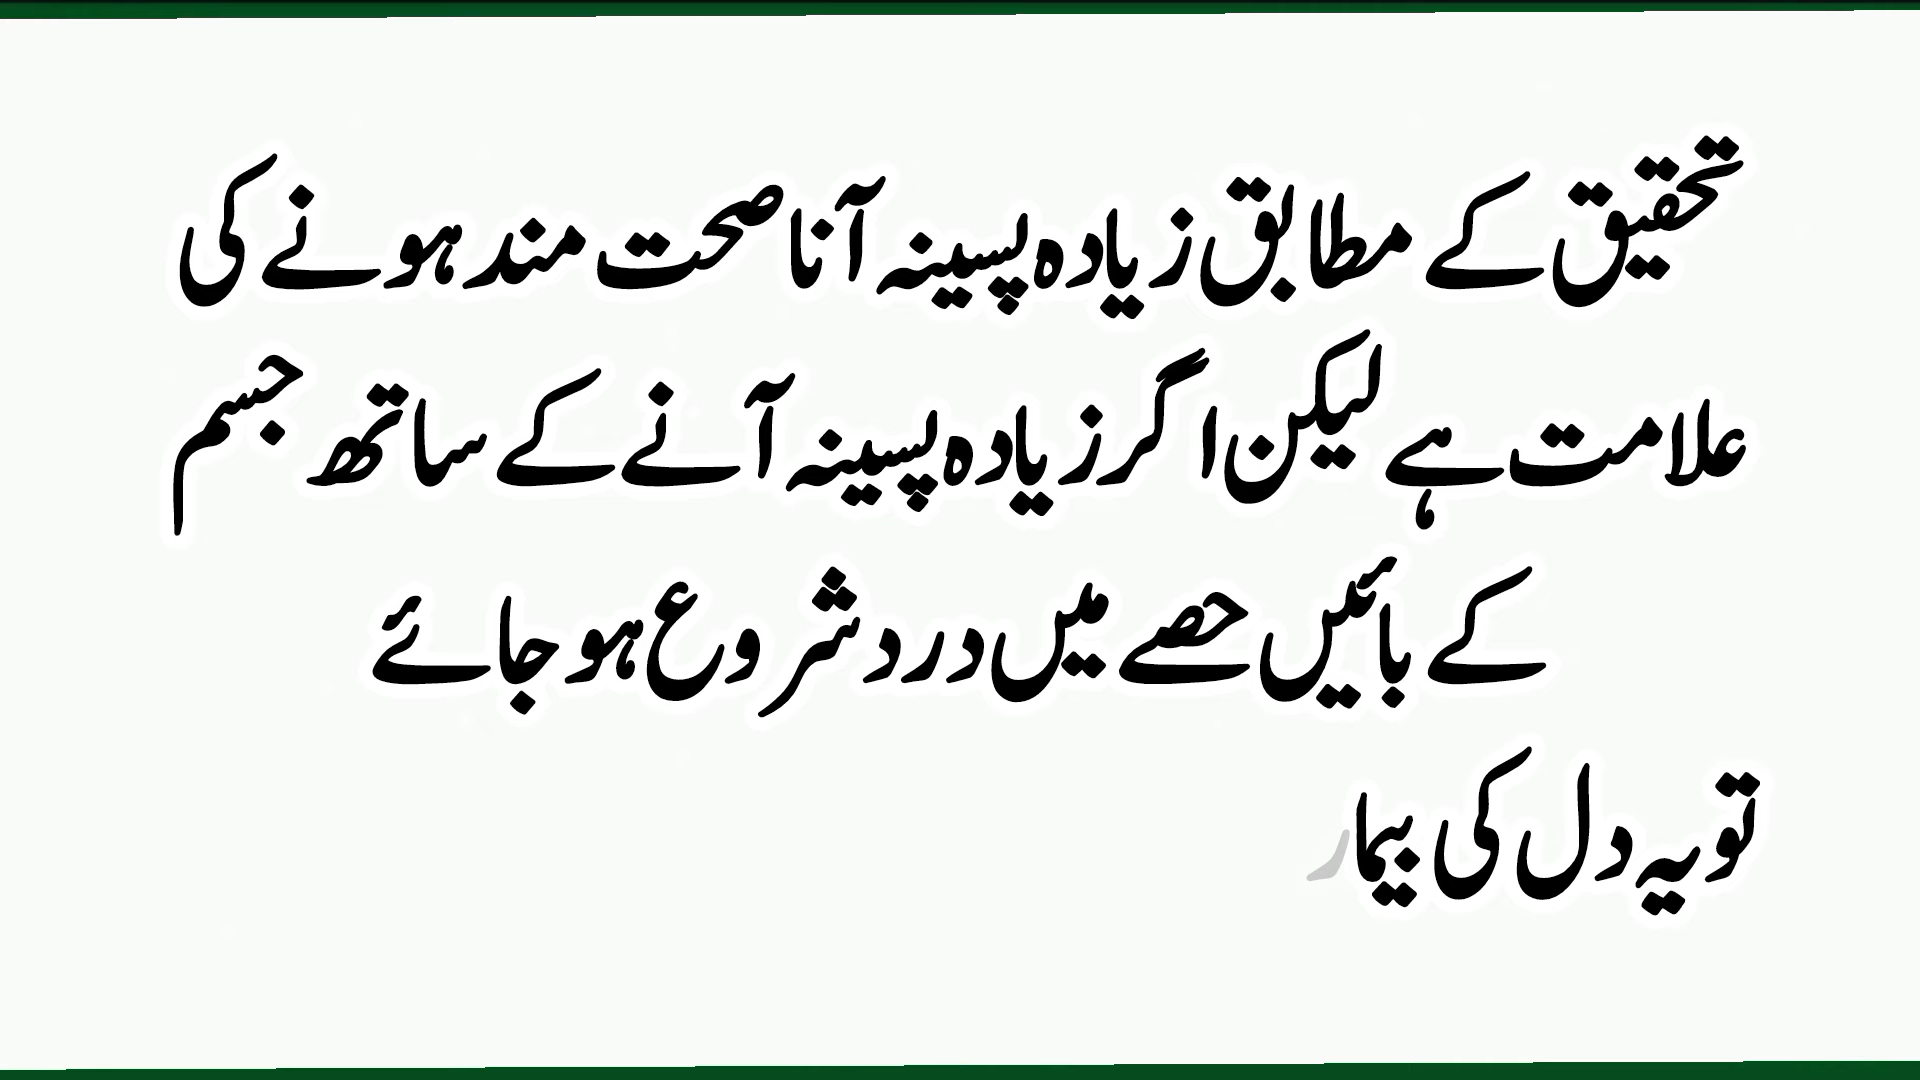 تحقیق کے مطابق زیادہ پسینہ آنا صحت مند ہونے کی
علامت ہے لیکن اگر زیادہ پسینہ آنے کے ساتھ جسم
کے بائیں حصے میں درد شروع ہو جائے
تو یہ دل کی بیمار